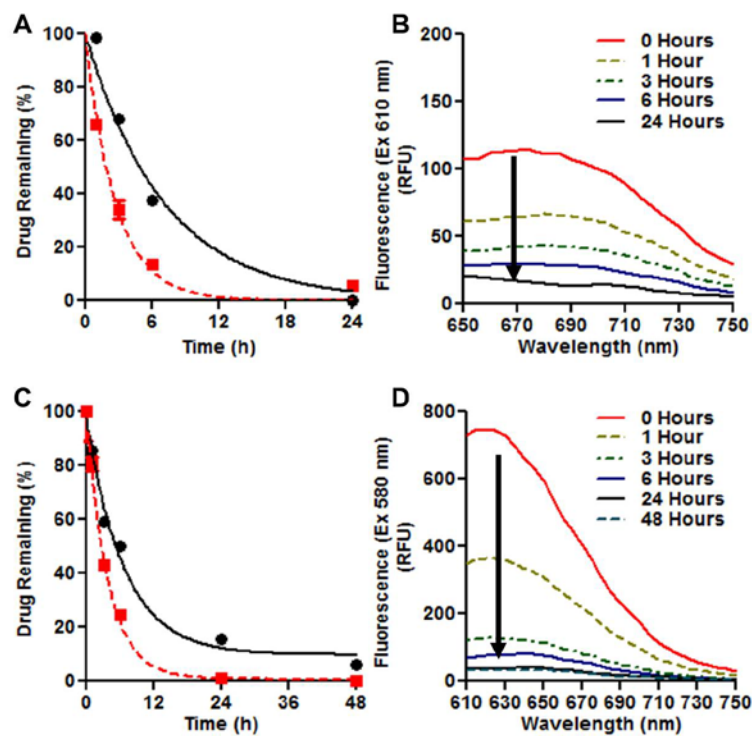 A
100
80
60
40
20
0
Drug Remaining (%)
0 6 12 18 24
Time (h)
B
200
150
100
50
0
Fluorescence (Ex 610 nm)
(RFU)
0 Hours
1 Hour
3 Hours
6 Hours
24 Hours
650 670 690 710 730 750
Wavelength (nm)
C
100
80
60
40
20
0
Drug Remaining (%)
0 12 24 36 48
Time (h)
D
800
600
400
200
0
Fluorescence (Ex 580 nm)
(RFU)
0 Hours
1 Hour
3 Hours
6 Hours
24 Hours
48 Hours
610 630 650 670 690 710 730 750
Wavelength (nm)